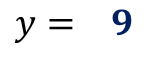 y = 9